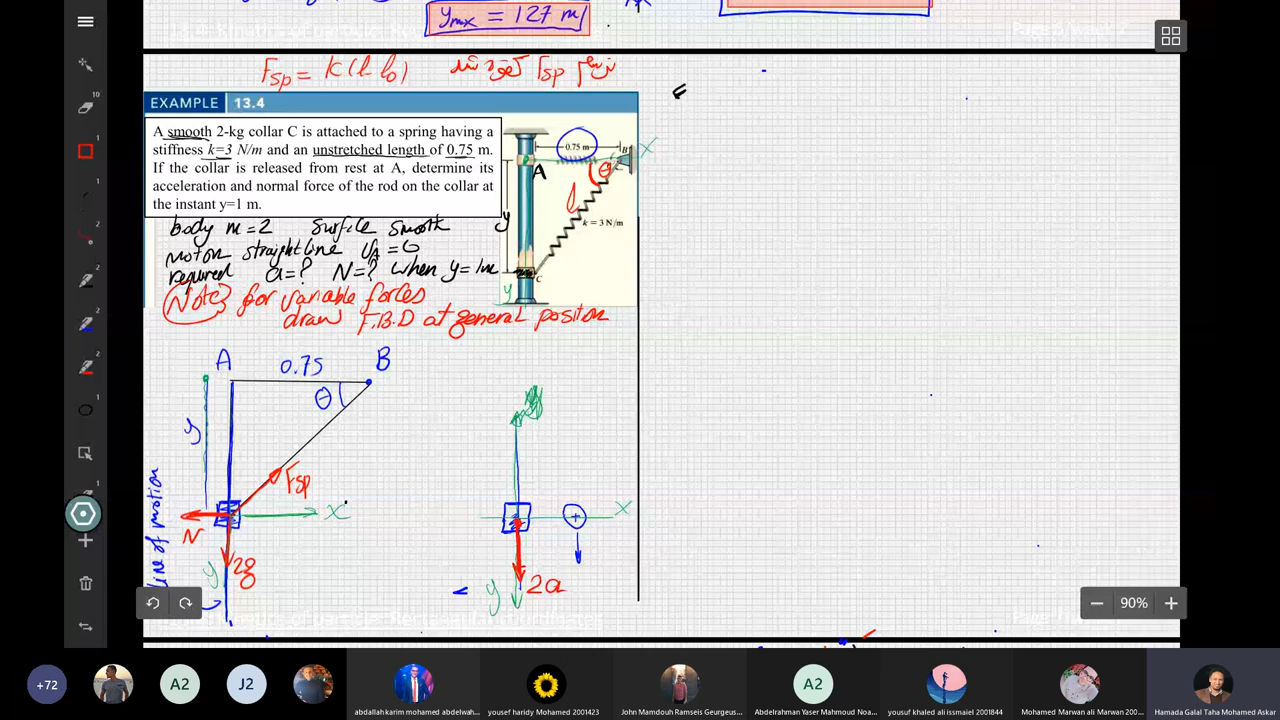 ymax = 127 m
Fsp = k(l-l0)
EXAMPLE 13.4
A smooth 2-kg collar C is attached to a spring having a
stiffness k=3 N/m and an unstretched length of 0.75 m.
If the collar is released from rest at A, determine its
acceleration and normal force of the rod on the collar at
the instant y=1 m.
0.75 m
B
X
A
θ
l
y
k = 3 N/m
C
y
body m=2 surface smooth
motion straight line VA=0
required a=? N=? when y=1m
Note: for variable forces
draw F.B.D at general position
A 0.75 B
θ
y
Fsp
X
N
2g
y
line of motion
y
X
+
2a
y
90%
+72
A2
J2
A2
abdallah karim mohamed abdelwah...
yousef haridy Mohamed 2001423
John Mamdouh Ramseis Geurgeus...
Abdelrahman Yaser Mahmoud Noa...
yousuf khaled ali issmaiel 2001844
Mohamed Marwan ali Marwan 200...
Hamada Galal Taha Mohamed Askar